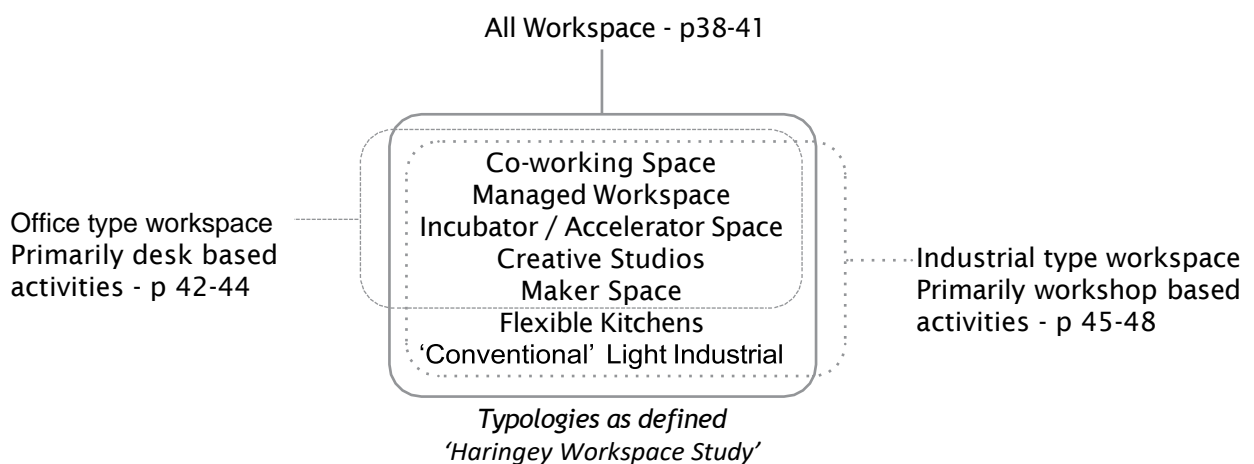 All Workspace - p38-41
Co-working Space
Managed Workspace
Incubator / Accelerator Space
Creative Studios
Maker Space
Flexible Kitchens
‘Conventional’ Light Industrial
Office type workspace
Primarily desk based
activities - p 42-44
Industrial type workspace
Primarily workshop based
activities - p 45-48
Typologies as defined
‘Haringey Workspace Study’